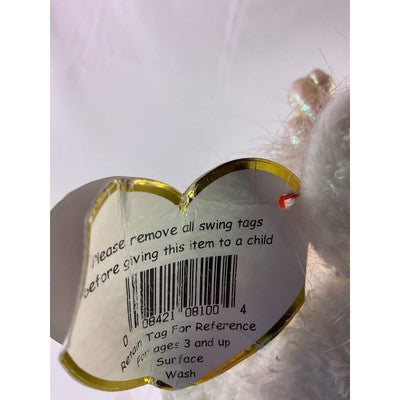 Please remove all swing tags
before giving this item to a child
0 08421 08100 4
Retain Tag For Reference
For ages 3 and up
Surface
Wash